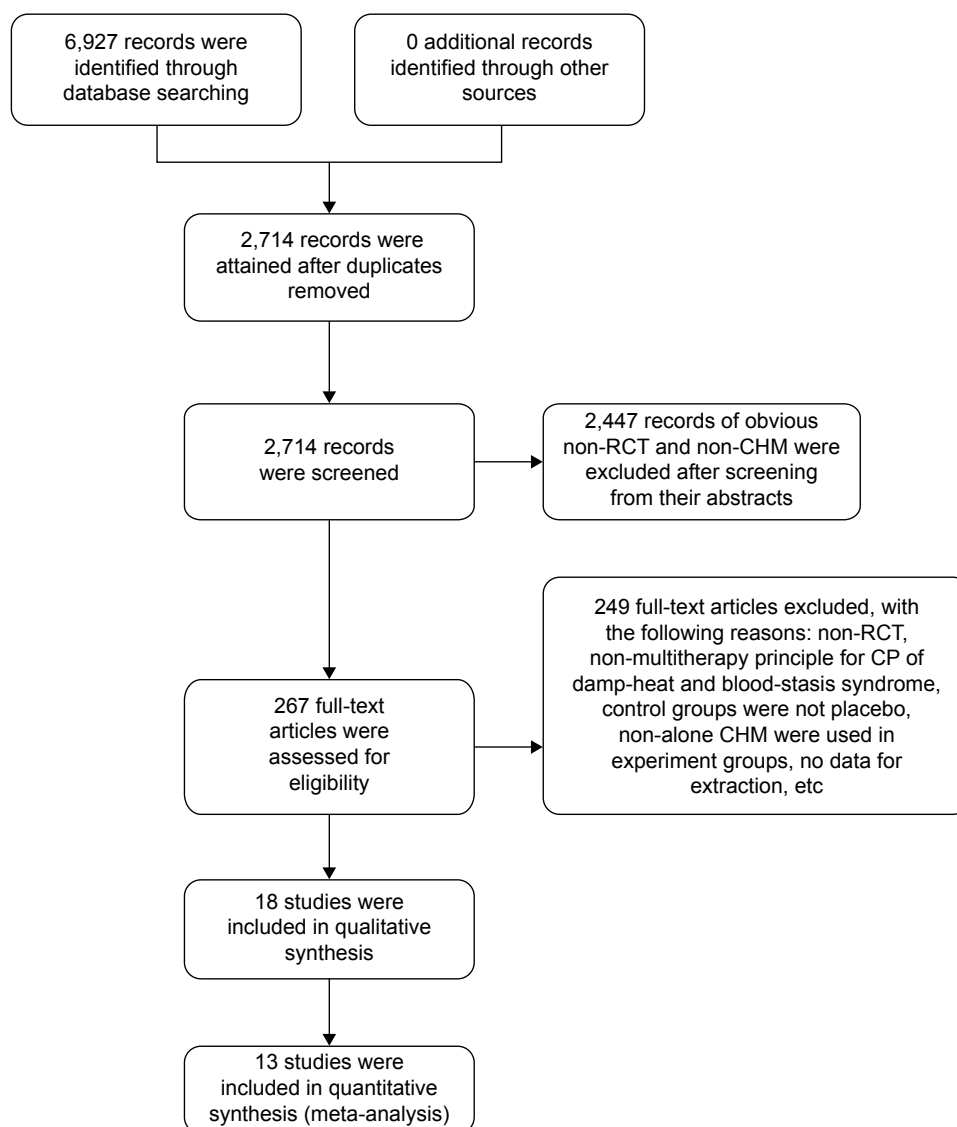 6,927 records were
identified through
database searching
0 additional records
identified through other
sources
2,714 records were
attained after duplicates
removed
2,714 records
were screened
2,447 records of obvious
non-RCT and non-CHM were
excluded after screening
from their abstracts
267 full-text
articles were
assessed for
eligibility
249 full-text articles excluded, with
the following reasons: non-RCT,
non-multitherapy principle for CP of
damp-heat and blood-stasis syndrome,
control groups were not placebo,
non-alone CHM were used in
experiment groups, no data for
extraction, etc
18 studies were
included in qualitative
synthesis
13 studies were
included in quantitative
synthesis (meta-analysis)